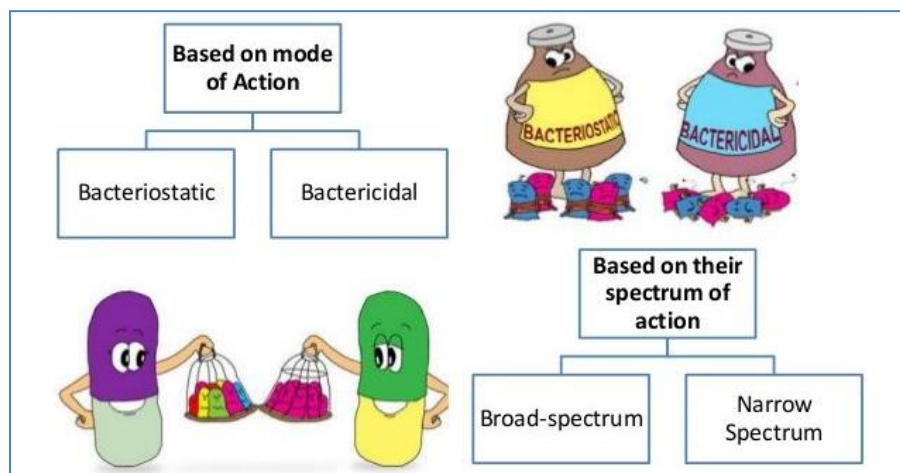 Based on mode
of Action
Bacteriostatic
Bactericidal
BACTERIOSTATIC
BACTERICIDAL
Based on their
spectrum of
action
Broad-spectrum
Narrow
Spectrum